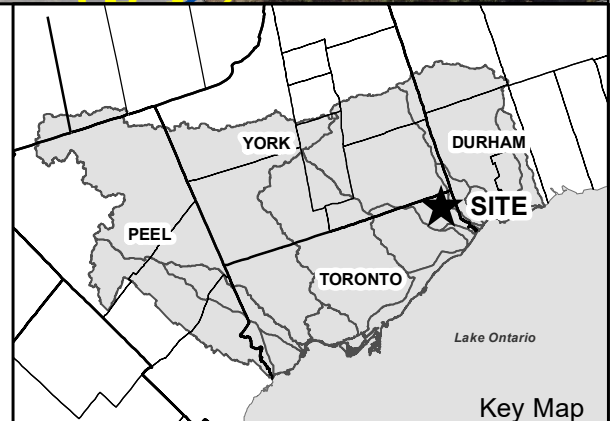 YORK
DURHAM
SITE
PEEL
TORONTO
Lake Ontario
Key Map